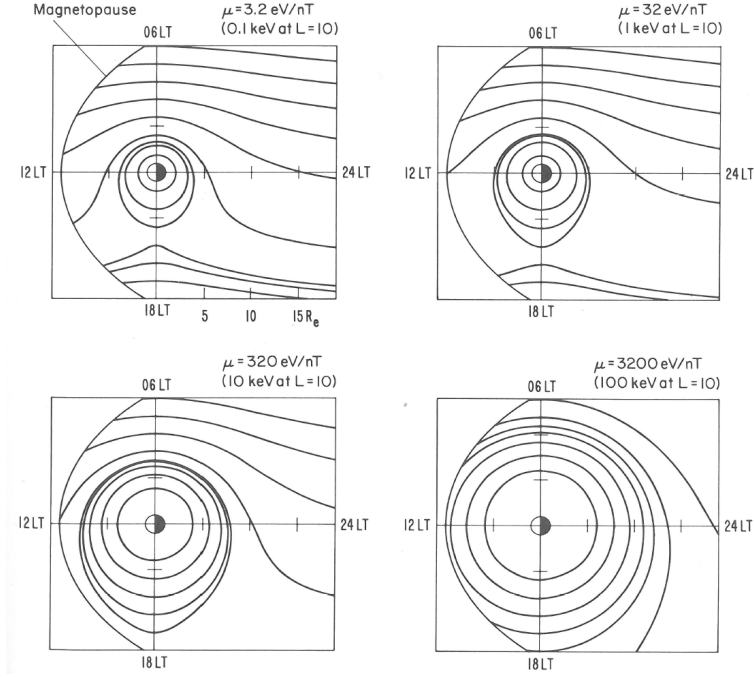 Magnetopause
μ = 3.2 eV/nT
(0.1 keV at L = 10)
06 LT
12 LT
24 LT
18 LT
5
10
15 Re
μ = 32 eV/nT
(1 keV at L = 10)
06 LT
12 LT
24 LT
18 LT
μ = 320 eV/nT
(10 keV at L = 10)
06 LT
12 LT
24 LT
18 LT
μ = 3200 eV/nT
(100 keV at L = 10)
06 LT
12 LT
24 LT
18 LT